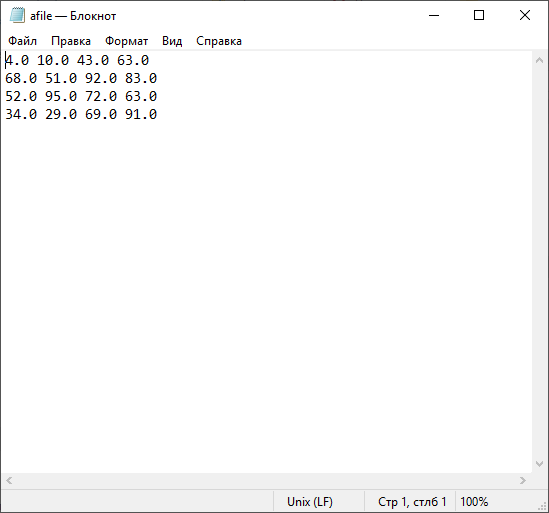 afile — Блокнот
Файл Правка Формат Вид Справка
4.0 10.0 43.0 63.0
68.0 51.0 92.0 83.0
52.0 95.0 72.0 63.0
34.0 29.0 69.0 91.0
Unix (LF) Стр 1, стлб 1 100%